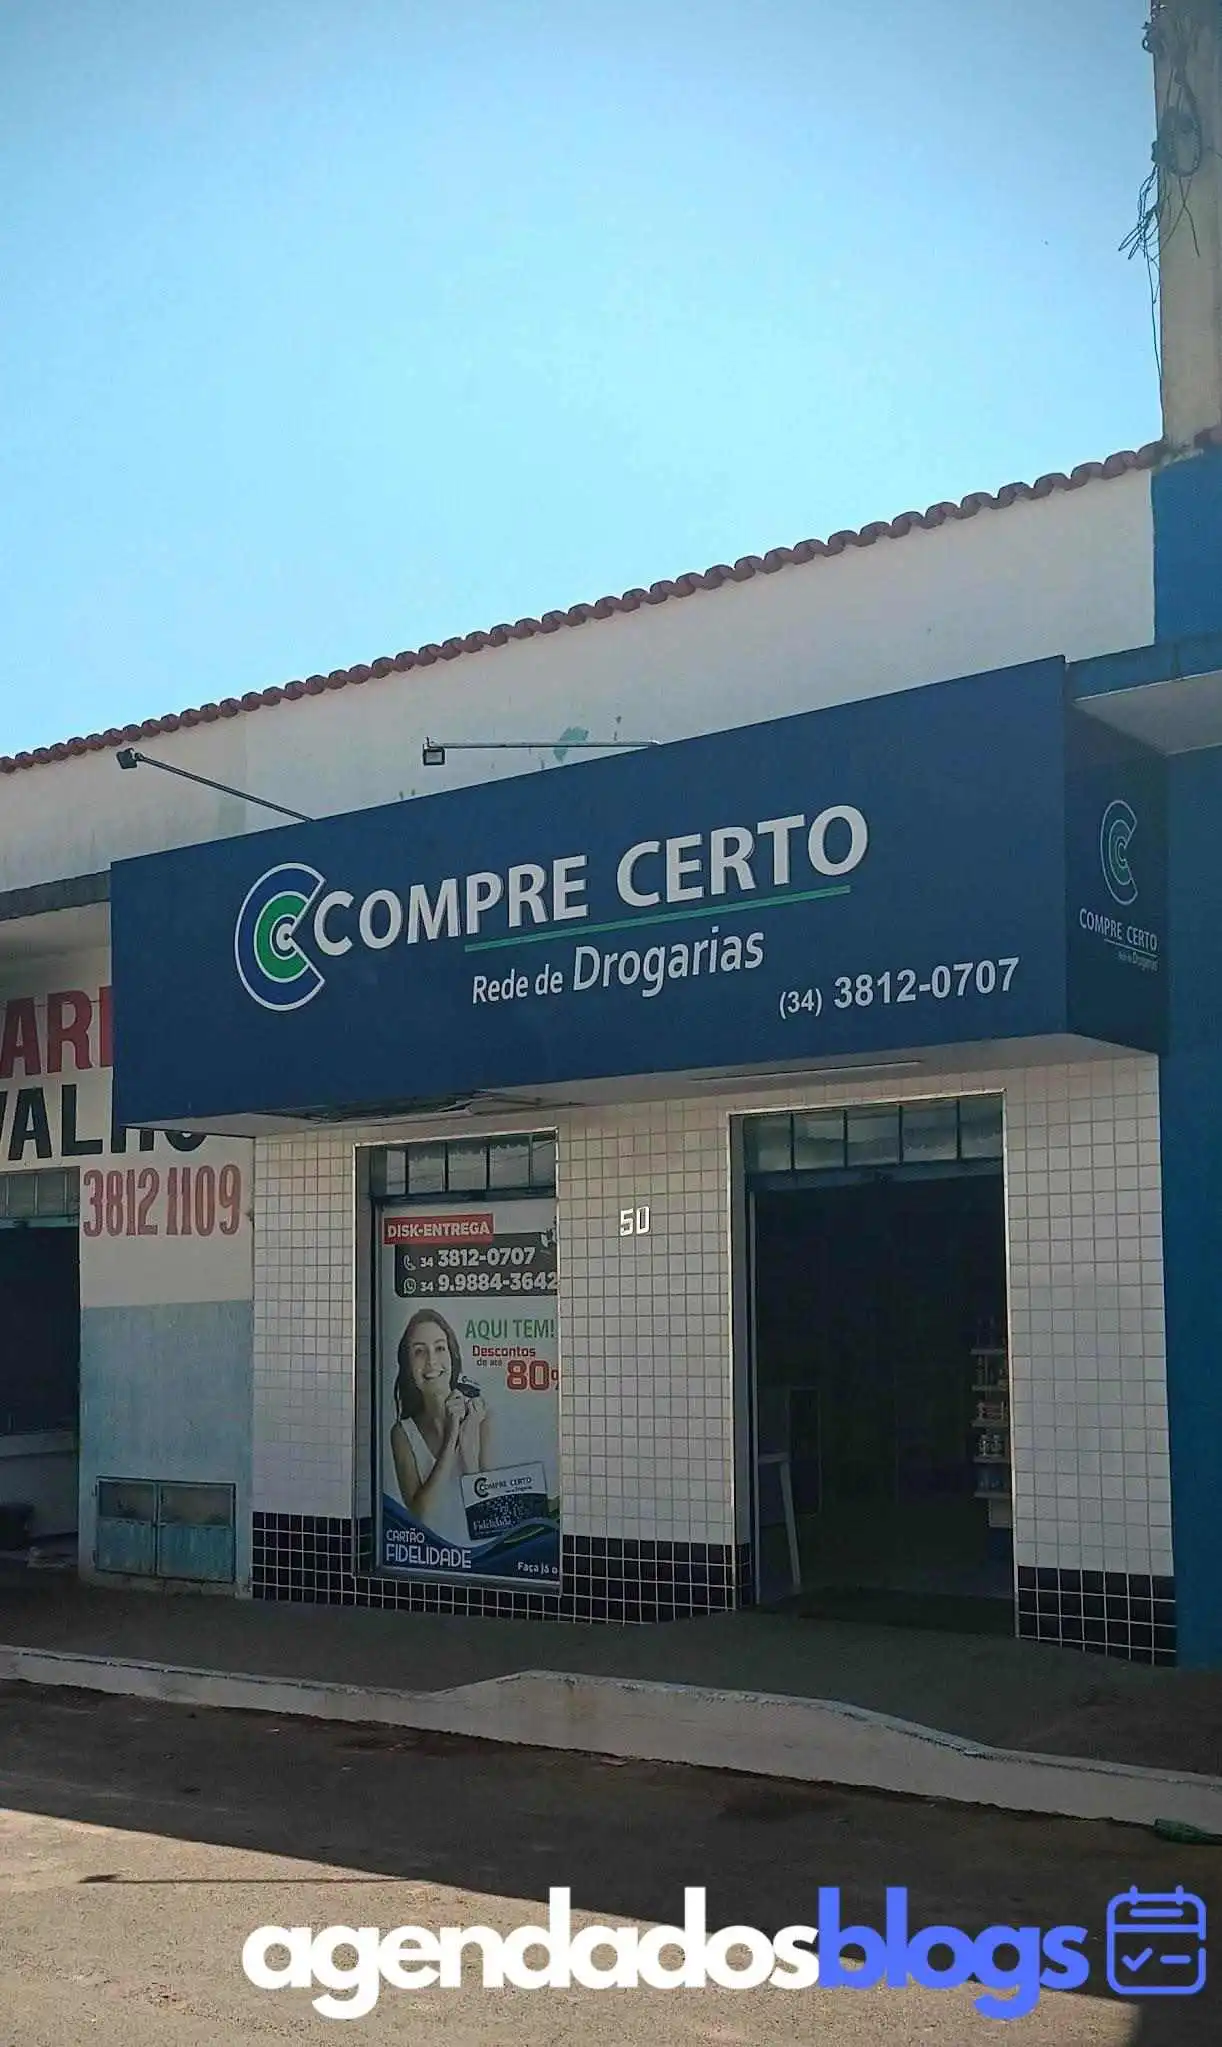 COMPRE CERTO
Rede de Drogarias
(34) 3812-0707
COMPRE CERTO
Rede de Drogarias
3812 1109
50
DISK-ENTREGA
34 3812-0707
34 9.9884-3642
AQUI TEM!
Descontos
de até
80%
COMPRE CERTO
Fidelidade
CARTÃO
FIDELIDADE
Faça já o
agendadosblogs